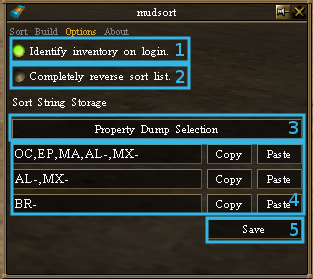 mudsort
Sort Build Options About
Identify inventory on login. 1
Completely reverse sort list. 2
Sort String Storage
Property Dump Selection 3
OC,EP,MA,AL-,MX- Copy Paste
AL-,MX- Copy Paste
BR- Copy Paste 4
Save 5